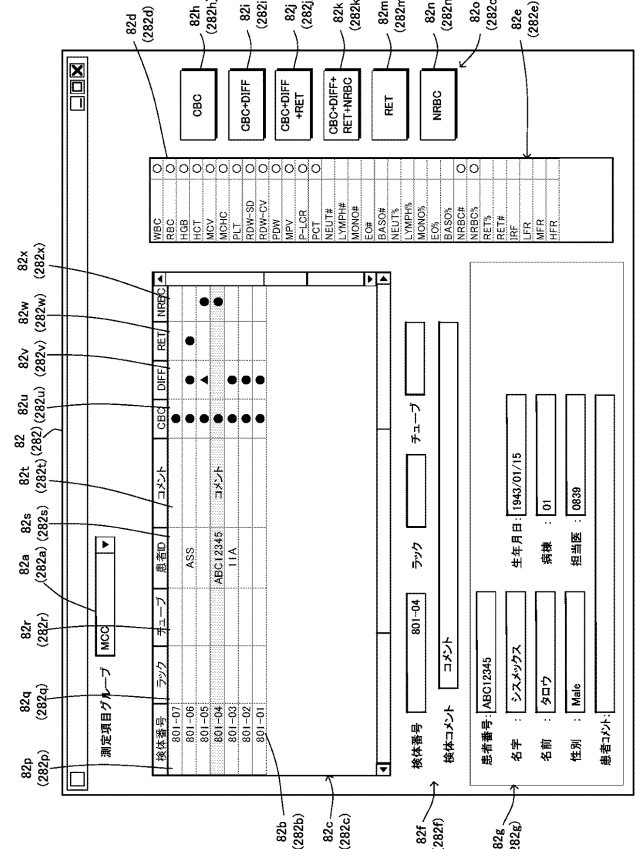 82p (282p)
82q (282q)
82r (282r)
82a (282a)
82s (282s)
82t (282t)
82 (282)
82u (282u)
82v (282v)
82w (282w)
82x (282x)
82d (282d)
測定項目グループ MCC ▼
検体番号 ラック チューブ 患者ID コメント CBC DIFF RET NRBC
801-07 ●
801-06 ASS ● ● ●
801-05 ● ▲ ●
801-04 ABC12345 コメント ● ●
801-03 11A ● ●
801-02 ● ●
801-01 ● ●
82b (282b)
82c (282c)
WBC ○
RBC ○
HGB ○
HCT ○
MCV ○
MCHC ○
PLT ○
RDW-SD ○
RDW-CV ○
PDW ○
MPV ○
P-LCR ○
PCT ○
NEUT#
LYMPH#
MONO#
EO#
BASO#
NEUT%
LYMPH%
MONO%
EO%
BASO%
NRBC# ○
NRBC% ○
RET%
RET#
IRF
LFR
MFR
HFR
CBC
82h (282h)
CBC+DIFF
82i (282i)
CBC+DIFF +RET
82j (282j)
CBC+DIFF+ RET+NRBC
82k (282k)
RET
82m (282m)
NRBC
82n (282n)
82o (282o)
82e (282e)
検体番号 801-04 ラック チューブ
検体コメント コメント
82f (282f)
患者番号: ABC12345
名字 : シスメックス 生年月日: 1943/01/15
名前 : タロウ 病棟 : 01
性別 : Male 担当医 : 0839
患者コメント:
82g (282g)